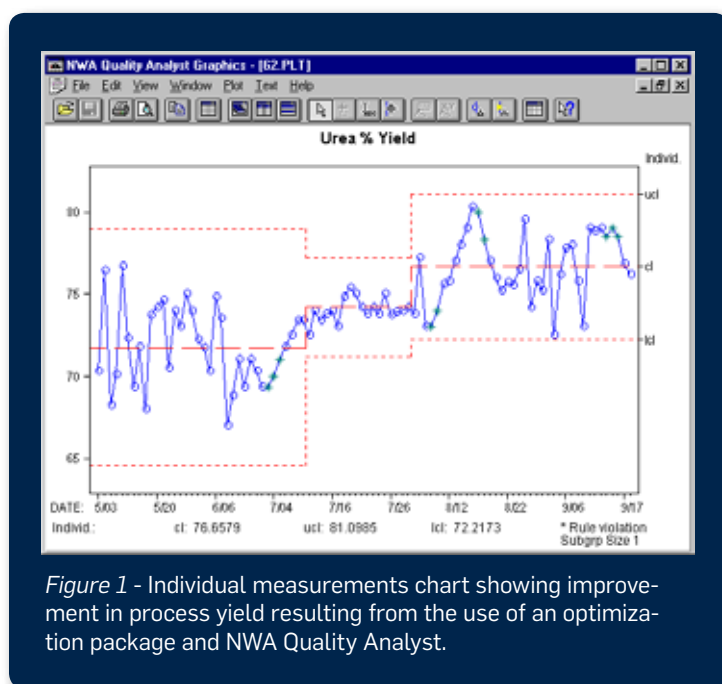 NWA Quality Analyst Graphics - [G2.PLT]
File Edit View Window Plot Text Help
Urea % Yield
Individ.
ucl
80
cl
75
lcl
70
65
DATE: 5/03 5/20 6/06 7/04 7/16 7/26 8/12 8/22 9/06 9/17
Individ.: cl: 76.6579 ucl: 81.0985 lcl: 72.2173 * Rule violation
Subgrp Size 1
Figure 1 - Individual measurements chart showing improve-
ment in process yield resulting from the use of an optimiza-
tion package and NWA Quality Analyst.